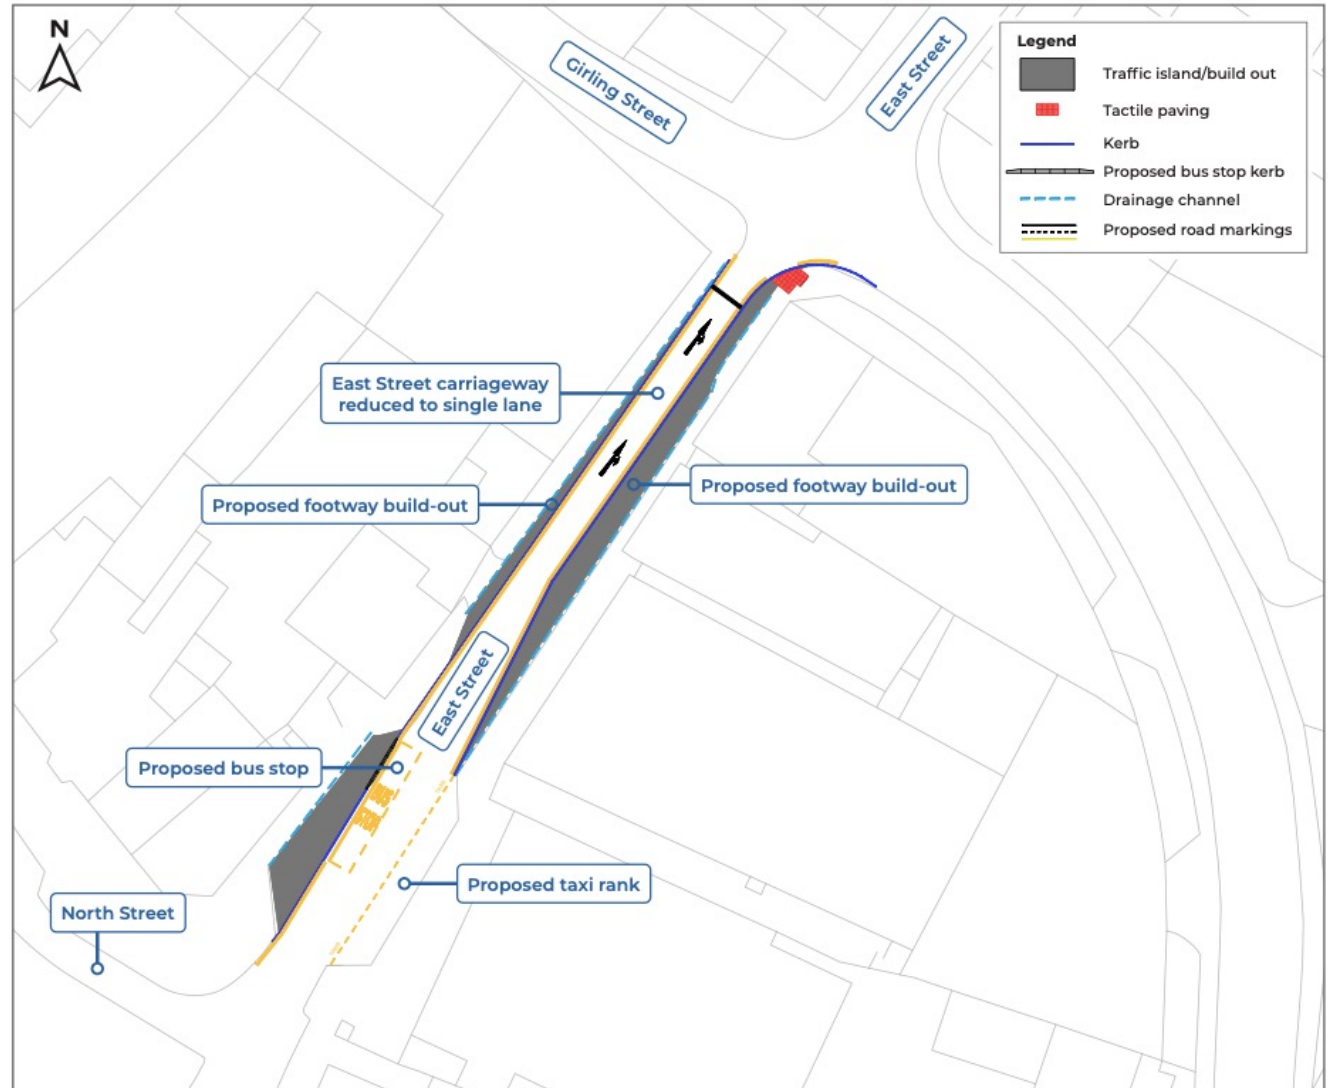 N
Girling Street
East Street
Legend
Traffic island/build out
Tactile paving
Kerb
Proposed bus stop kerb
Drainage channel
Proposed road markings
East Street carriageway
reduced to single lane
Proposed footway build-out
Proposed footway build-out
East Street
Proposed bus stop
Proposed taxi rank
North Street